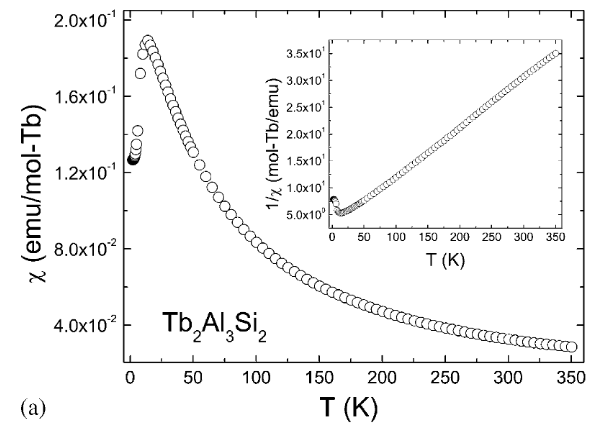 2.0x10⁻¹
1.6x10⁻¹
1.2x10⁻¹
8.0x10⁻²
4.0x10⁻²
χ (emu/mol-Tb)
3.5x10¹
3.0x10¹
2.5x10¹
2.0x10¹
1.5x10¹
1.0x10¹
5.0x10⁰
1/χ (mol-Tb/emu)
0 50 100 150 200 250 300 350
T (K)
Tb₂Al₃Si₂
0 50 100 150 200 250 300 350
(a)
T (K)